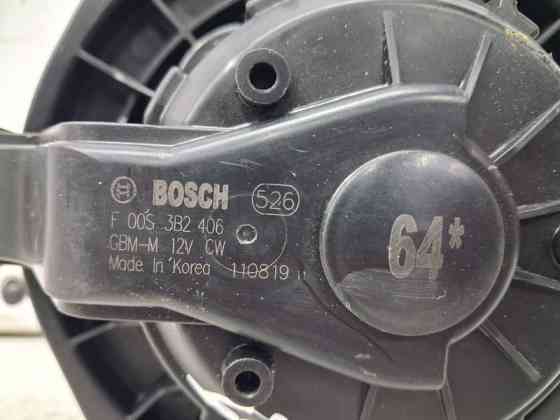 BOSCH 526
F 00S 3B2 406
GBM-M 12V CW
Made in Korea 110819
64*